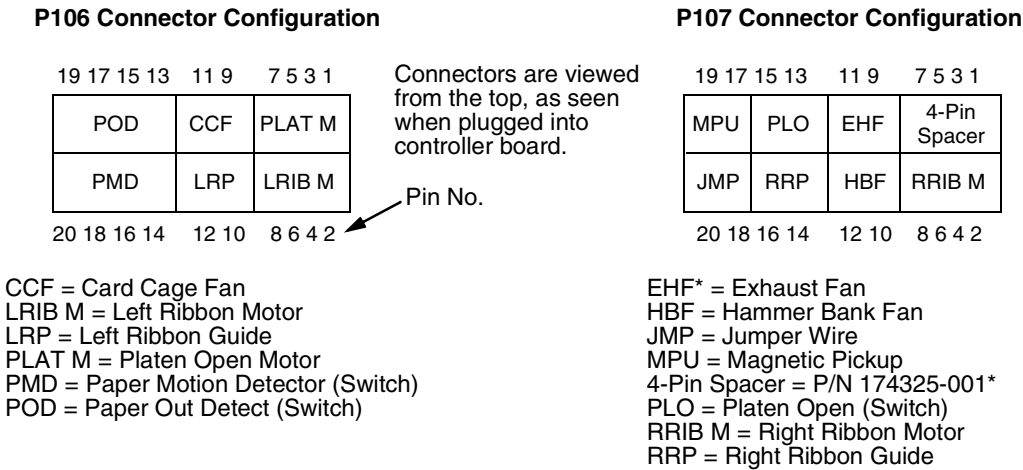 P106 Connector Configuration
19 17 15 13 11 9 7 5 3 1
POD CCF PLAT M
PMD LRP LRIB M
20 18 16 14 12 10 8 6 4 2
Connectors are viewed
from the top, as seen
when plugged into
controller board.
Pin No.
CCF = Card Cage Fan
LRIB M = Left Ribbon Motor
LRP = Left Ribbon Guide
PLAT M = Platen Open Motor
PMD = Paper Motion Detector (Switch)
POD = Paper Out Detect (Switch)
P107 Connector Configuration
19 17 15 13 11 9 7 5 3 1
MPU PLO EHF 4-Pin
Spacer
JMP RRP HBF RRIB M
20 18 16 14 12 10 8 6 4 2
EHF* = Exhaust Fan
HBF = Hammer Bank Fan
JMP = Jumper Wire
MPU = Magnetic Pickup
4-Pin Spacer = P/N 174325-001*
PLO = Platen Open (Switch)
RRIB M = Right Ribbon Motor
RRP = Right Ribbon Guide